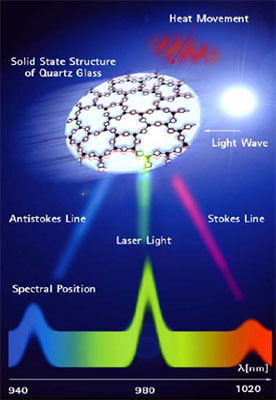 Heat Movement
Solid State Structure
of Quartz Glass
Light Wave
Antistokes Line
Stokes Line
Laser Light
Spectral Position
λ[nm]
940 980 1020